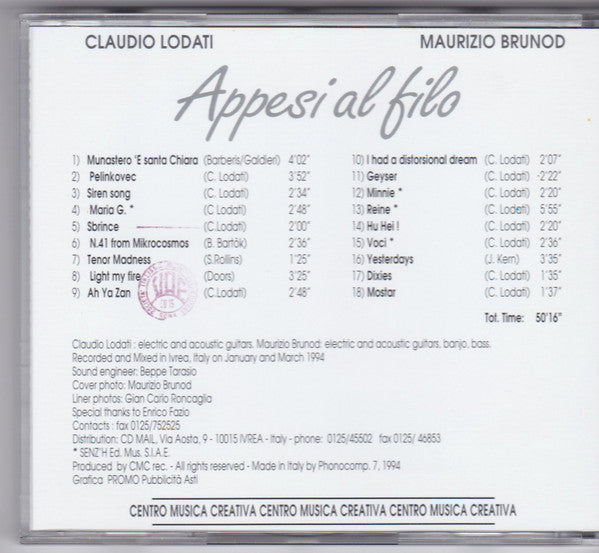 CLAUDIO LODATI MAURIZIO BRUNOD
Appesi al filo
1) Munastero 'E santa Chiara (Barberis/Galdieri) 4'02"
2) Pelinkovec (C. Lodati) 3'52"
3) Siren song (C. Lodati) 2'34"
4) Maria G. * (C. Lodati) 2'48"
5) Sbrince (C. Lodati) 2'00"
6) N.41 from Mikrocosmos (B. Bartòk) 2'36"
7) Tenor Madness (S.Rollins) 1'25"
8) Light my fire (Doors) 3'25"
9) Ah Ya Zan (C.Lodati) 2'48"
10) I had a distorsional dream (C. Lodati) 2'07"
11) Geyser (C. Lodati) -2'22"
12) Minnie * (C. Lodati) 2'20"
13) Reine * (C. Lodati) 5'55"
14) Hu Hei ! (C. Lodati) 2'20"
15) Voci * (C. Lodati) 2'36"
16) Yesterdays (J. Kern) 3'35"
17) Dixies (C. Lodati) 1'35"
18) Mostar (C. Lodati) 1'37"
Tot. Time: 50'16"
Claudio Lodati : electric and acoustic guitars. Maurizio Brunod: electric and acoustic guitars, banjo, bass.
Recorded and Mixed in Ivrea, Italy on January and March 1994
Sound engineer: Beppe Tarasio
Cover photo: Maurizio Brunod
Liner photos: Gian Carlo Roncaglia
Special thanks to Enrico Fazio
Contacts : fax 0125/752525
Distribution: CD MAIL, Via Aosta, 9 - 10015 IVREA - Italy - phone: 0125/45502 fax 0125/ 46853
* SENZ'H Ed. Mus. S.I.A.E.
Produced by CMC rec. - All rights reserved - Made in Italy by Phonocomp. 7, 1994
Grafica PROMO Pubblicità Asti
CENTRO MUSICA CREATIVA CENTRO MUSICA CREATIVA CENTRO MUSICA CREATIVA